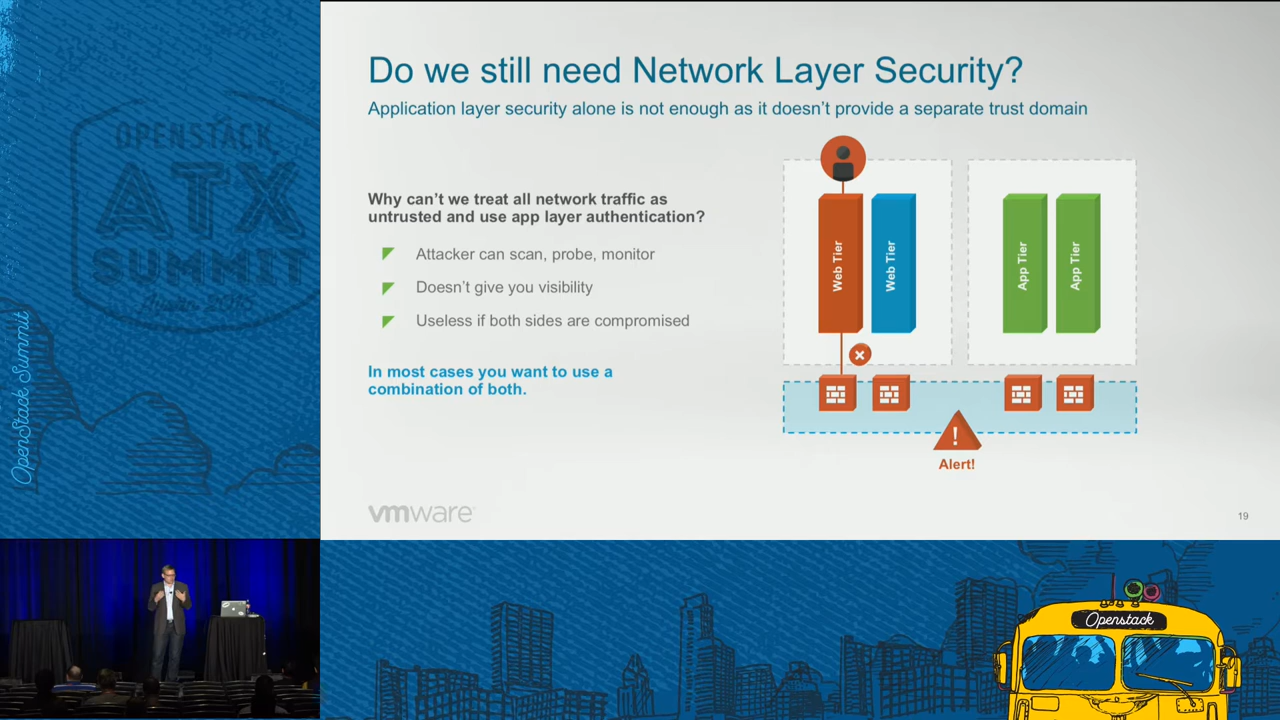 Do we still need Network Layer Security?
Application layer security alone is not enough as it doesn't provide a separate trust domain
Why can't we treat all network traffic as
untrusted and use app layer authentication?
Attacker can scan, probe, monitor
Doesn't give you visibility
Useless if both sides are compromised
In most cases you want to use a
combination of both.
Web Tier
Web Tier
App Tier
App Tier
!
Alert!
vmware
19
OPENSTACK
ATX
SUMMIT
OpenStack Summit
Openstack